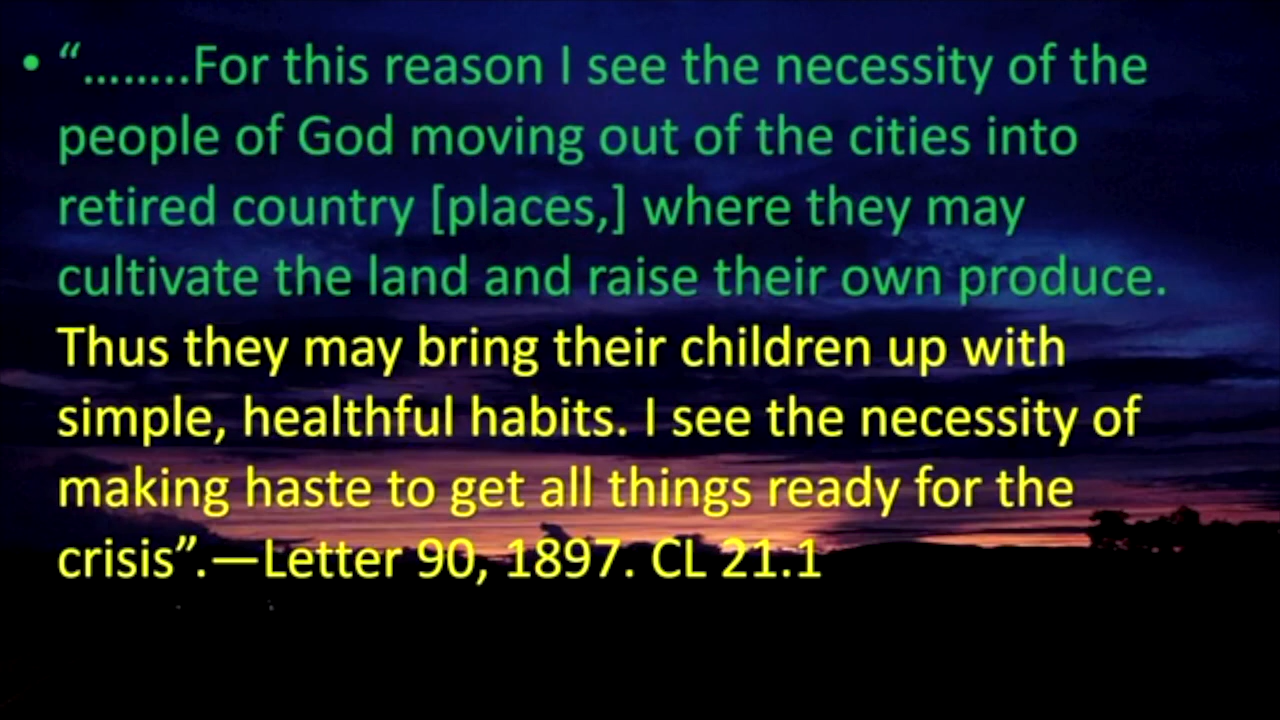 • “........For this reason I see the necessity of the
people of God moving out of the cities into
retired country [places,] where they may
cultivate the land and raise their own produce.
Thus they may bring their children up with
simple, healthful habits. I see the necessity of
making haste to get all things ready for the
crisis”.—Letter 90, 1897. CL 21.1